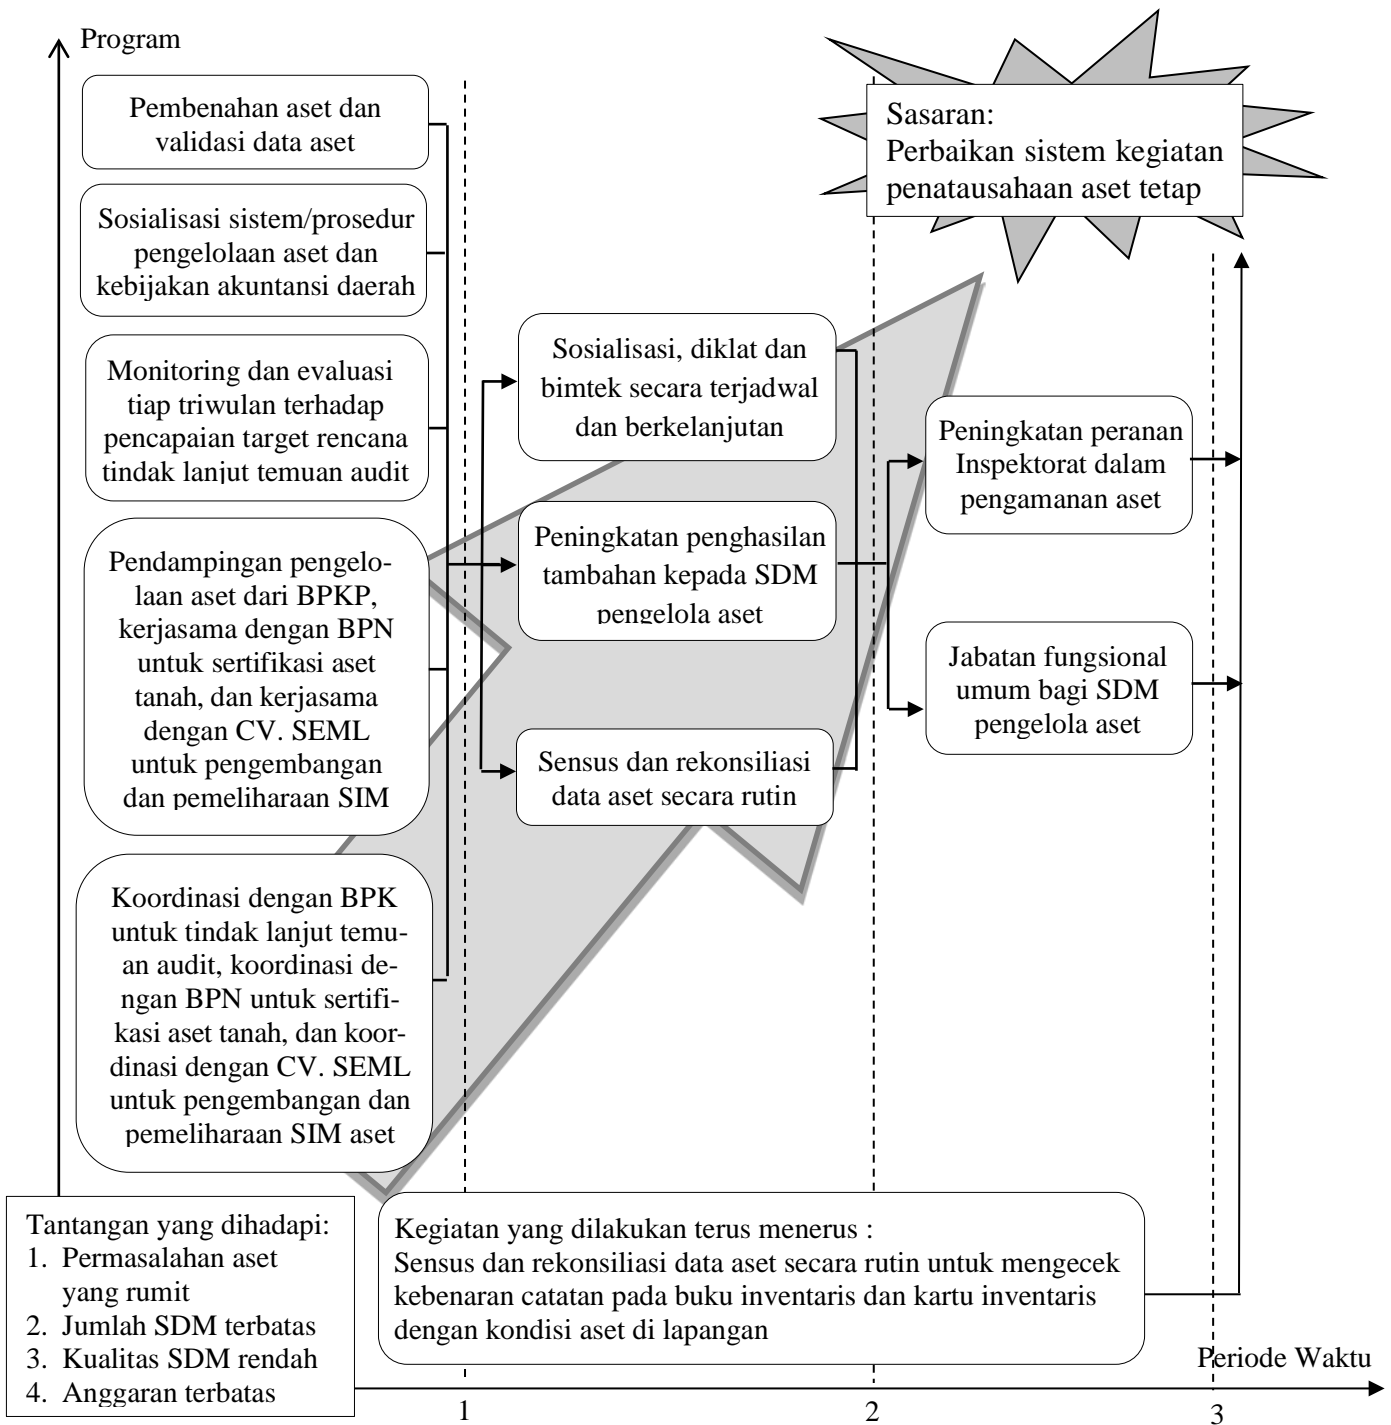 Program
Pembenahan aset dan
validasi data aset
Sosialisasi sistem/prosedur
pengelolaan aset dan
kebijakan akuntansi daerah
Monitoring dan evaluasi
tiap triwulan terhadap
pencapaian target rencana
tindak lanjut temuan audit
Pendampingan pengelo-
laan aset dari BPKP,
kerjasama dengan BPN
untuk sertifikasi aset
tanah, dan kerjasama
dengan CV. SEML
untuk pengembangan
dan pemeliharaan SIM
Koordinasi dengan BPK
untuk tindak lanjut temu-
an audit, koordinasi de-
ngan BPN untuk sertifi-
kasi aset tanah, dan koor-
dinasi dengan CV. SEML
untuk pengembangan dan
pemeliharaan SIM aset
Sosialisasi, diklat dan
bimtek secara terjadwal
dan berkelanjutan
Peningkatan penghasilan
tambahan kepada SDM
pengelola aset
Sensus dan rekonsiliasi
data aset secara rutin
Sasaran:
Perbaikan sistem kegiatan
penatausahaan aset tetap
Peningkatan peranan
Inspektorat dalam
pengamanan aset
Jabatan fungsional
umum bagi SDM
pengelola aset
Tantangan yang dihadapi:
1. Permasalahan aset
yang rumit
2. Jumlah SDM terbatas
3. Kualitas SDM rendah
4. Anggaran terbatas
Kegiatan yang dilakukan terus menerus :
Sensus dan rekonsiliasi data aset secara rutin untuk mengecek
kebenaran catatan pada buku inventaris dan kartu inventaris
dengan kondisi aset di lapangan
Periode Waktu
1
2
3